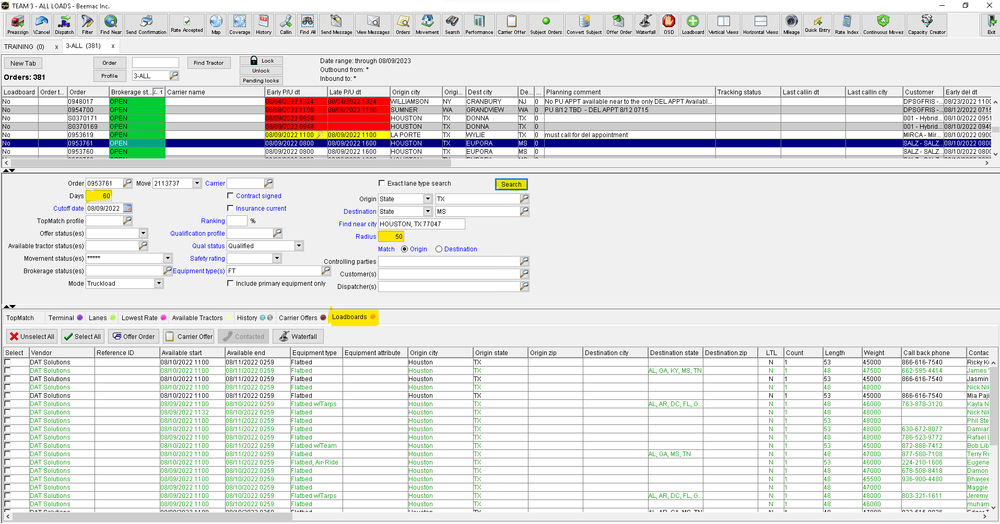 TEAM 3 - ALL LOADS - Beemac Inc.
Preassign \Cancel Dispatch Filter Find Near Send Confirmation Rate Accepted Map Coverage History Callin Find All Send Message View Messages Orders Movement Search Performance Carrier Offer Subject Orders Convert Subject Offer Order Waterfall OSD Loadboard Vertical Views Horizontal Views Mileage Quick Entry Rate Index Continuous Moves Capacity Creator Exit
TRAINING (0) x 3-ALL (381) x
New Tab Order Find Tractor Lock Date range: through 08/09/2023
Unlock Outbound from: *
Orders: 381 Profile 3-ALL Pending locks Inbound to: *
Loadboard Order t... Order Brokerage st... 1 Carrier name Early P/U dt Late P/U dt Origin city Origi... Dest city De... ... Planning comment Tracking status Last callin dt Last callin city Customer Early del dt
No 0948017 OPEN 08/04/2022 1324 08/04/2022 1324 WILLIAMSON NY CRANBURY NJ 0 No PU APPT available near to the only DEL APPT Availabl... DPSGFRIS -... 08/23/2022 1100
No 0954700 OPEN 08/08/2022 1100 08/08/2022 1100 SUMNER WA GRANDVIEW WA 0 PU 8/12 TBD - DEL APPT 8/12 0715 DPSGFRIS -... 08/12/2022 0715
No S0370171 OPEN 08/09/2022 0950 HOUSTON TX DONNA TX 0 001 - Hybrid... 08/10/2022 0951
No S0370169 OPEN 08/09/2022 0948 HOUSTON TX DONNA TX 0 001 - Hybrid... 08/10/2022 0949
No 0953619 OPEN 08/09/2022 1100 08/09/2022 1100 LA PORTE TX WYLIE TX 0 must call for del appointment MIRCA - Mir... 08/10/2022 0900
No 0953761 OPEN 08/09/2022 0800 08/09/2022 1600 HOUSTON TX EUPORA MS 0 SALZ - SALZ... 08/10/2022 0800
No 0953760 OPEN 08/09/2022 0800 08/09/2022 1600 HOUSTON TX EUPORA MS 0 SALZ - SALZ... 08/10/2022 0800
Order 0953761 Move 2113737 Carrier Exact lane type search Search
Days 60 Contract signed Origin State TX
Cutoff date 08/09/2022 Insurance current Destination State MS
TopMatch profile Ranking % Find near city HOUSTON, TX 77047
Offer status(es) Qualification profile Radius 50
Available tractor status(es) Qual status Qualified Match Origin Destination
Movement status(es) ***** Safety rating Controlling parties
Brokerage status(es) Equipment type(s) FT Customer(s)
Mode Truckload Include primary equipment only Dispatcher(s)
TopMatch Terminal Lanes Lowest Rate Available Tractors History S Carrier Offers Loadboards
Unselect All Select All Offer Order Carrier Offer Contacted Waterfall
Select Vendor Reference ID Available start Available end Equipment type Equipment attribute Origin city Origin state Origin zip Destination city Destination state Destination zip LTL Count Length Weight Call back phone Contac
DAT Solutions 08/10/2022 1100 08/11/2022 0259 Flatbed Houston TX N 1 53 45000 866-616-7540 Ricky K
DAT Solutions 08/10/2022 1100 08/11/2022 0259 Flatbed Houston TX AL, GA, KY, MS, TN N 1 48 47500 662-595-4414 James
DAT Solutions 08/10/2022 1100 08/11/2022 0259 Flatbed Houston TX N 1 53 45000 866-616-7540 Jasmin
DAT Solutions 08/10/2022 1100 08/11/2022 0259 Flatbed Houston TX N 1 48 48000 Nick Nik
DAT Solutions 08/10/2022 1100 08/11/2022 0259 Flatbed Houston TX N 1 53 45000 866-616-7540 Mia Paji
DAT Solutions 08/09/2022 1100 08/10/2022 0259 Flatbed w/Tarps Houston TX AL, AR, DC, FL, G... N 1 48 46000 763-878-3120 Kayla N
DAT Solutions 08/09/2022 1132 08/10/2022 0259 Flatbed Houston TX N 1 48 48000 Nick Nik
DAT Solutions 08/10/2022 1100 08/11/2022 0259 Flatbed Houston TX N 1 53 48000 Phil Ste
DAT Solutions 08/10/2022 1100 08/11/2022 0259 Flatbed Houston TX N 1 53 48000 630-672-8077 Damiar
DAT Solutions 08/09/2022 1100 08/10/2022 0259 Flatbed Houston TX N 1 48 48000 786-523-9772 Rafael
DAT Solutions 08/10/2022 1100 08/11/2022 0259 Flatbed w/Team Houston TX N 1 53 45000 872-888-7412 Bob Lib
DAT Solutions 08/10/2022 1100 08/11/2022 0259 Flatbed Houston TX AL, GA, MS, TN N 1 48 47000 877-580-7108 Terry Ru
DAT Solutions 08/10/2022 1100 08/11/2022 0259 Flatbed, Air-Ride Houston TX N 1 53 46000 224-210-1606 Eugene
DAT Solutions 08/09/2022 1100 08/10/2022 0259 Flatbed Houston TX N 1 48 47000 678-508-8418 Damon
DAT Solutions 08/09/2022 1100 08/10/2022 0259 Flatbed Houston TX N 1 48 45500 936-900-4480 Bhavjee
DAT Solutions 08/09/2022 1100 08/10/2022 0259 Flatbed Houston TX N 1 48 47000 Maggie
DAT Solutions 08/09/2022 1100 08/10/2022 0259 Flatbed w/Tarps Houston TX AL, AR, DC, FL, G... N 1 48 48000 803-321-1611 Jeremy
DAT Solutions 08/09/2022 1100 08/10/2022 0259 Flatbed Houston TX N 1 48 46000 muham